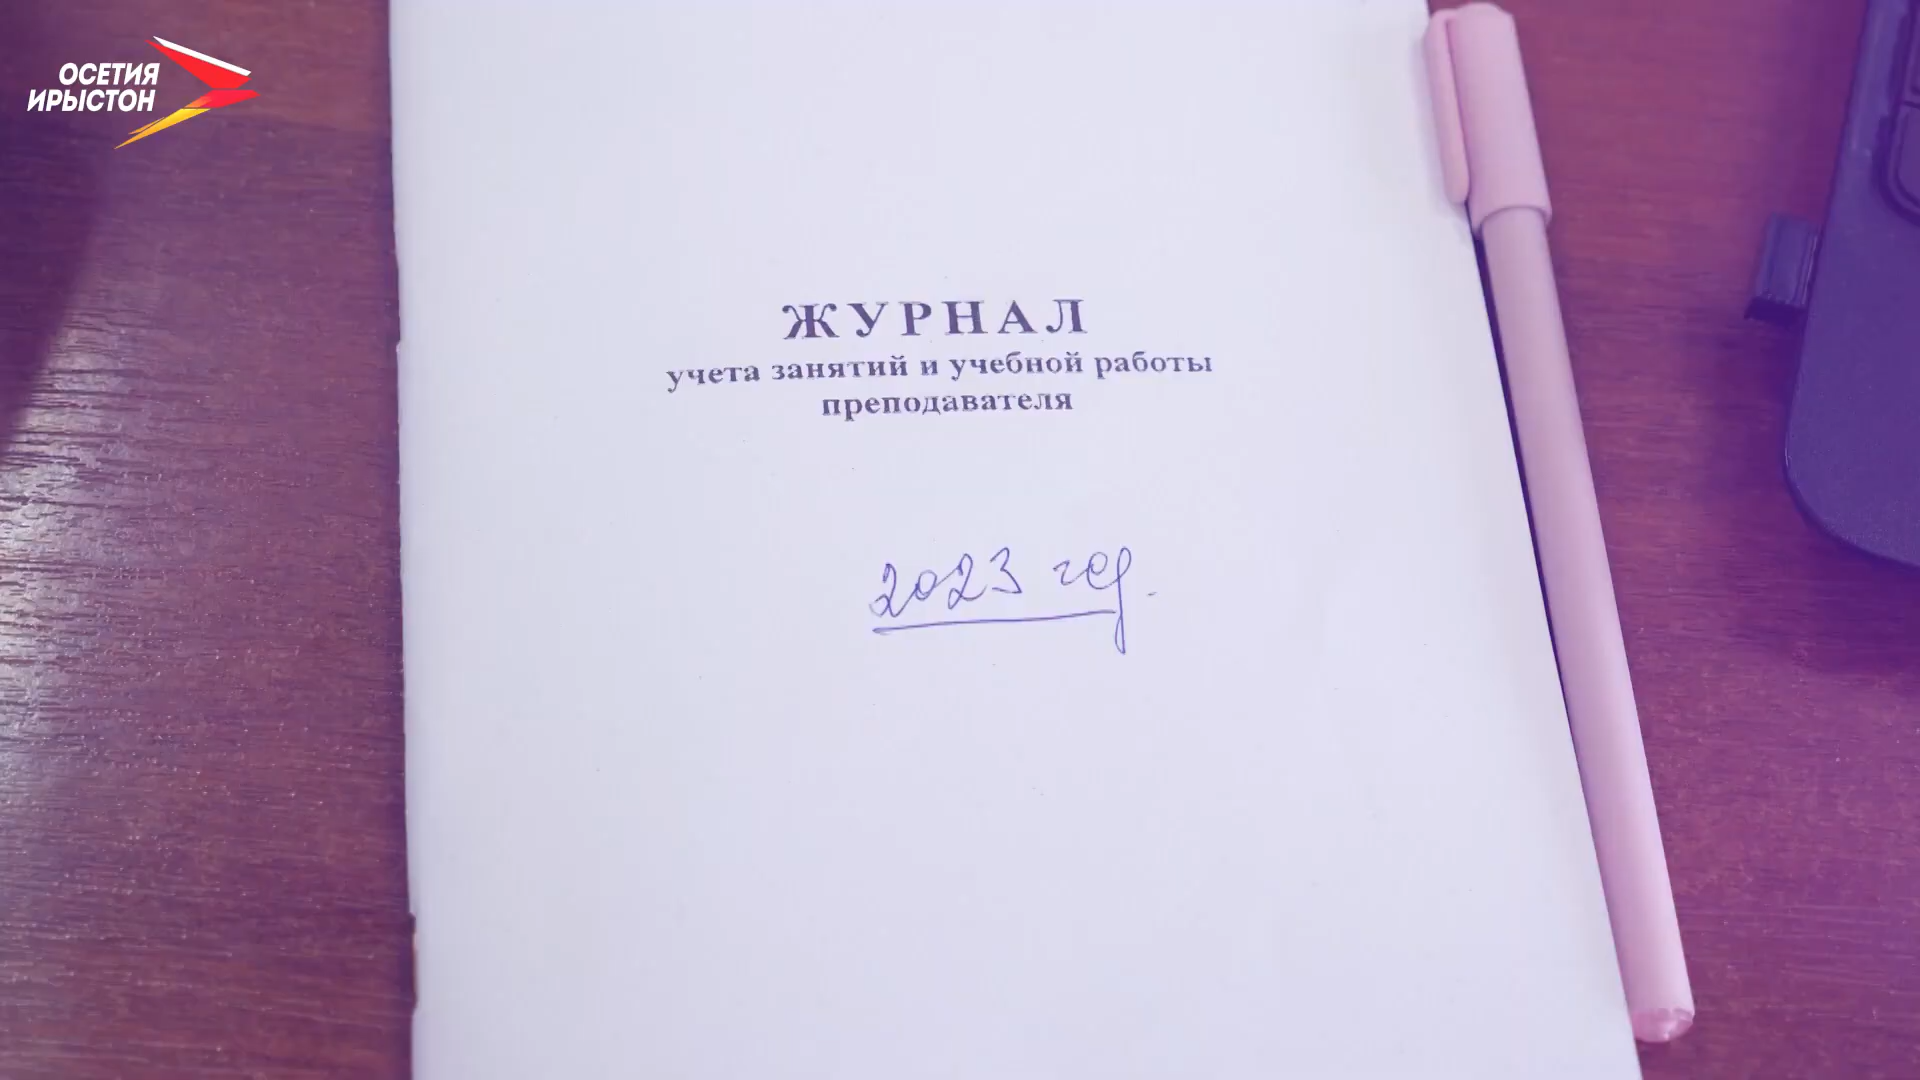 ОСЕТИЯ
ИРЫСТОН
ЖУРНАЛ
учета занятий и учебной работы
преподавателя
2023 год.